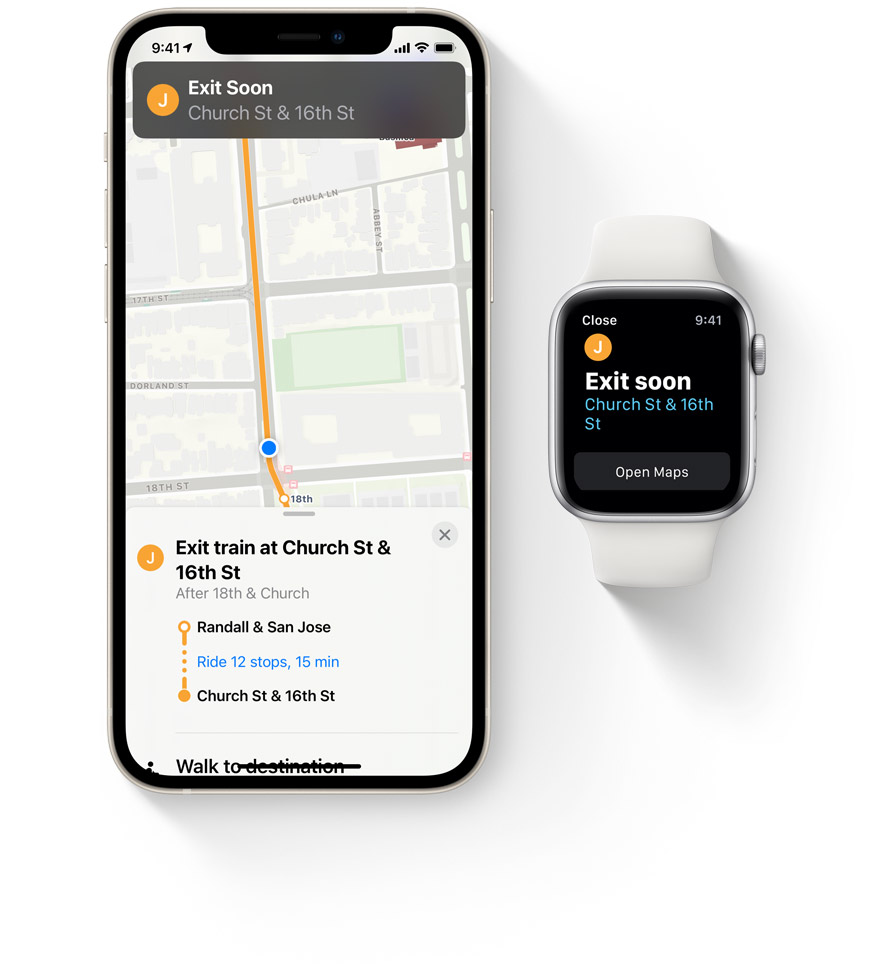 9:41
J
Exit Soon
Church St & 16th St
CHULA LN
ABBEY ST
17TH ST
DORLAND ST
18TH ST
18th
J
Exit train at Church St &
16th St
After 18th & Church
Randall & San Jose
Ride 12 stops, 15 min
Church St & 16th St
Walk to destination
Close
9:41
J
Exit soon
Church St & 16th
St
Open Maps